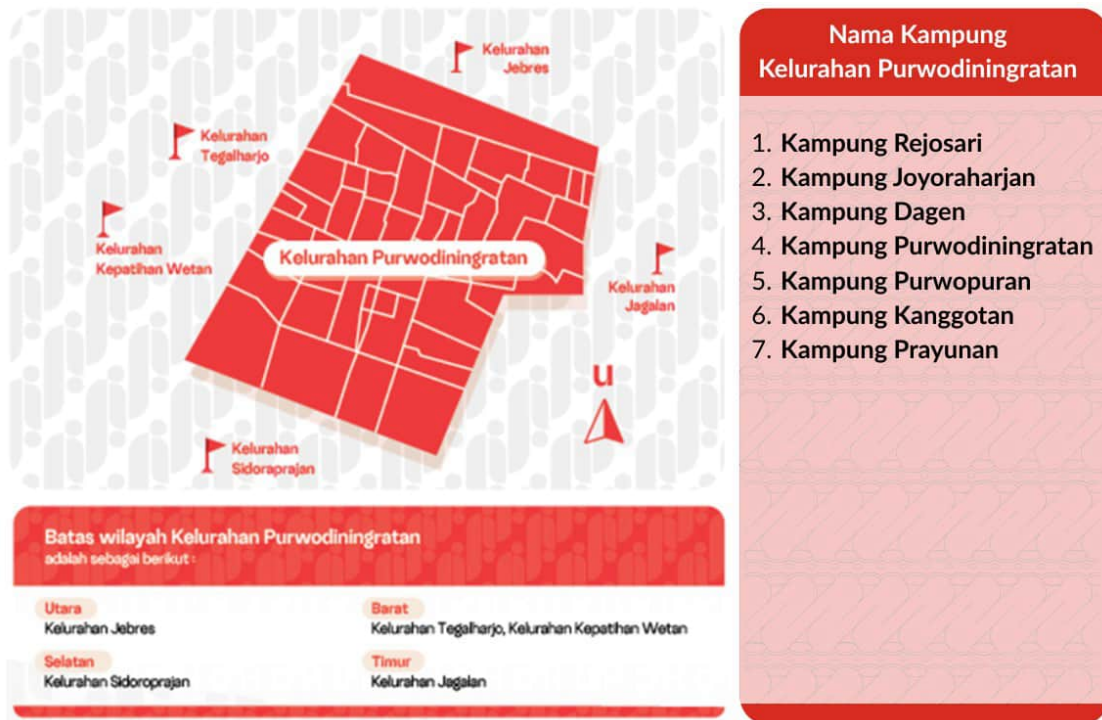 Kelurahan
Jebres
Kelurahan
Tegalharjo
Kelurahan
Kepatihan Wetan
Kelurahan Purwodiningratan
Kelurahan
Jagalan
u
Kelurahan
Sidoraprajan
Batas wilayah Kelurahan Purwodiningratan
adalah sebagai berikut :
Utara
Kelurahan Jebres
Barat
Kelurahan Tegalharjo, Kelurahan Kepatihan Wetan
Selatan
Kelurahan Sidoroprajan
Timur
Kelurahan Jagalan
Nama Kampung
Kelurahan Purwodiningratan
1. Kampung Rejosari
2. Kampung Joyoraharjan
3. Kampung Dagen
4. Kampung Purwodiningratan
5. Kampung Purwopuran
6. Kampung Kanggotan
7. Kampung Prayunan